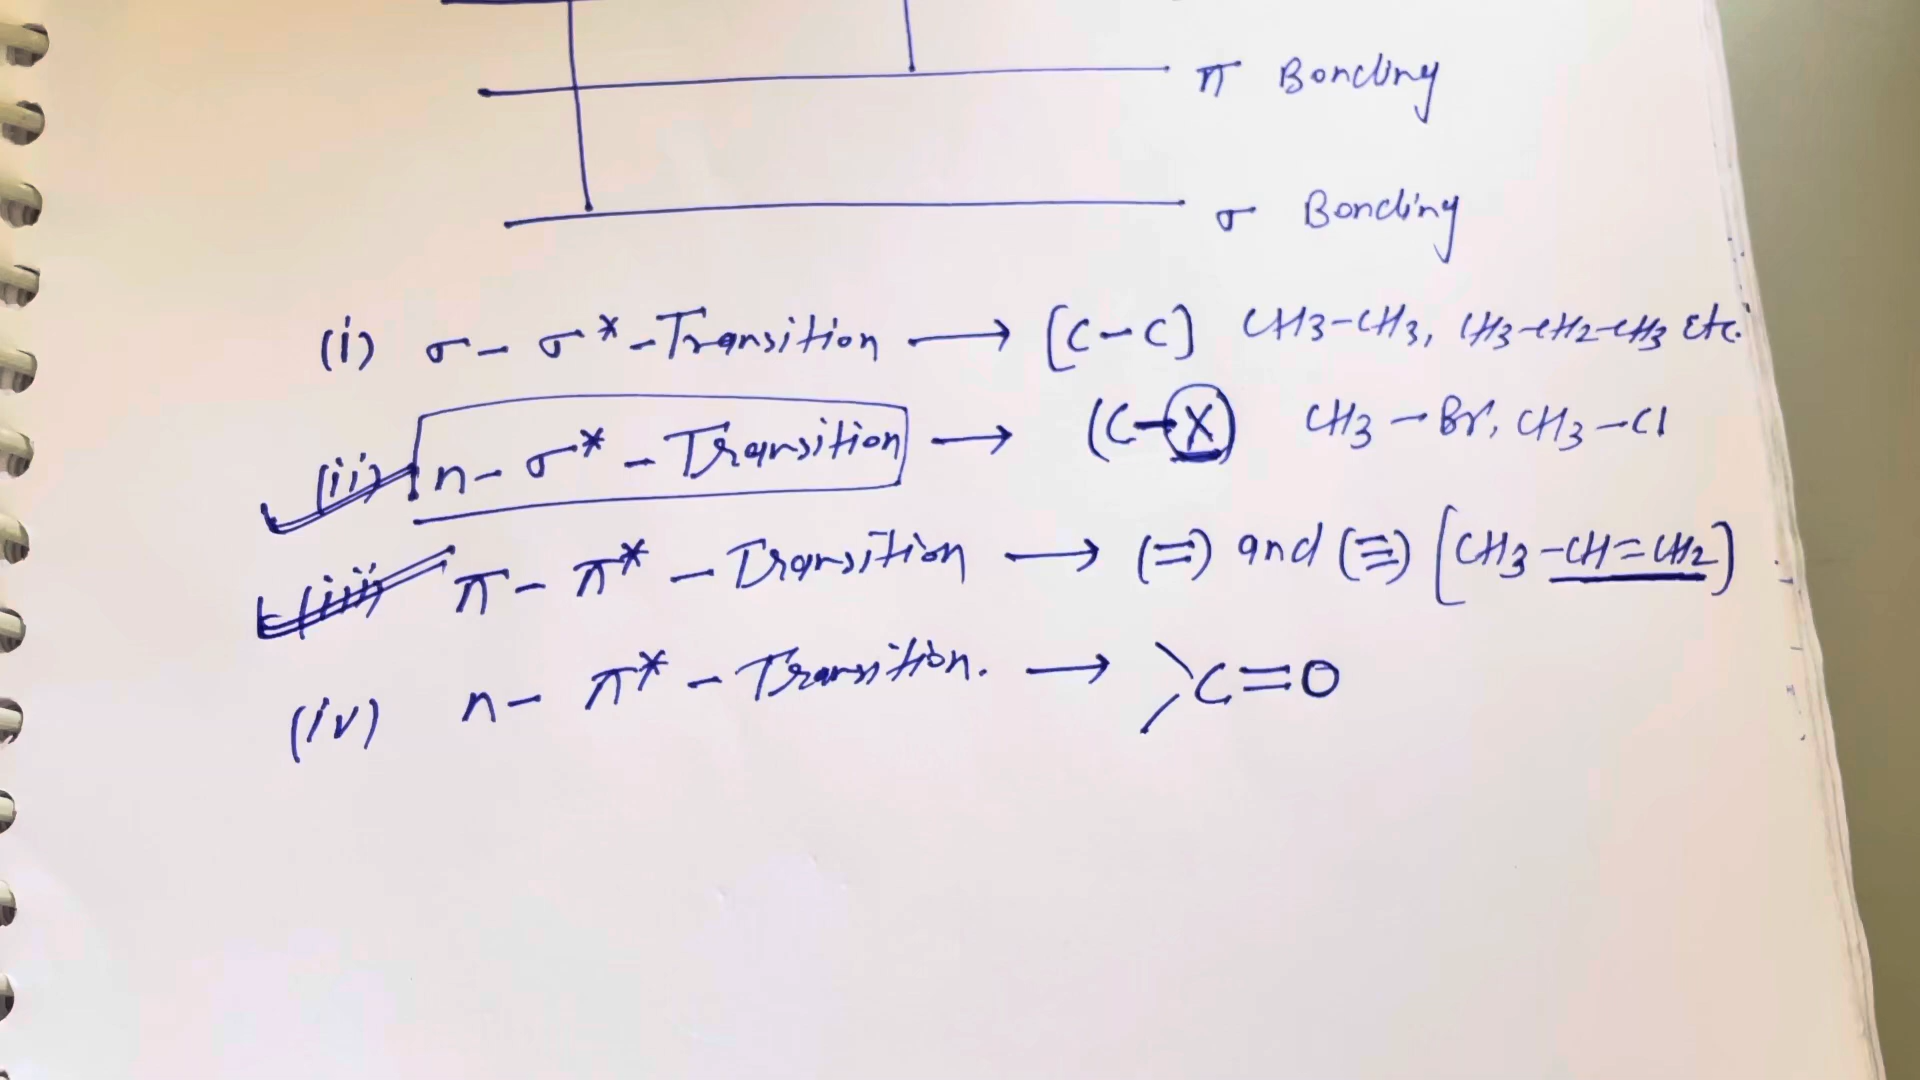 π Bonding
σ Bonding
(i) σ - σ* - Transition → [C-C] CH3-CH3, CH3-CH2-CH3 Etc.
(ii) n - σ* - Transition → (C-X) CH3-Br, CH3-Cl
(iii) π - π* - Transition → (=) and (≡) [CH3-CH=CH2]
(iv) n - π* - Transition. → >C=O